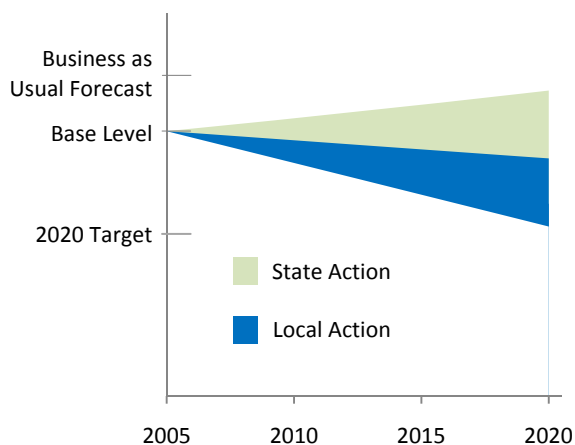 Business as
Usual Forecast
Base Level
2020 Target
State Action
Local Action
2005 2010 2015 2020